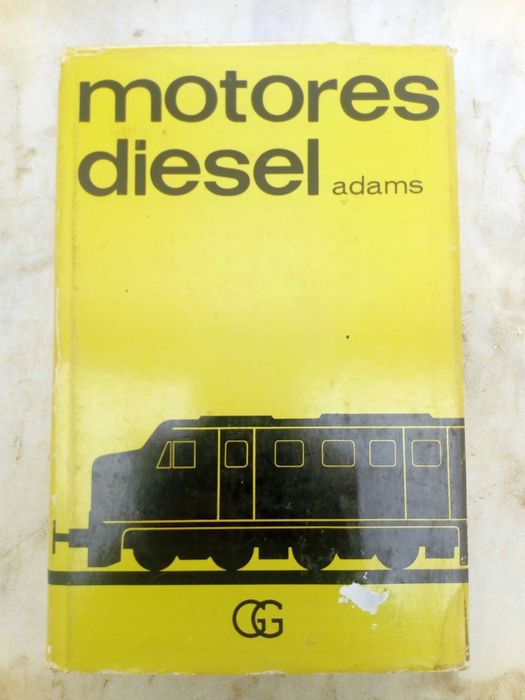 motores
diesel adams
GG